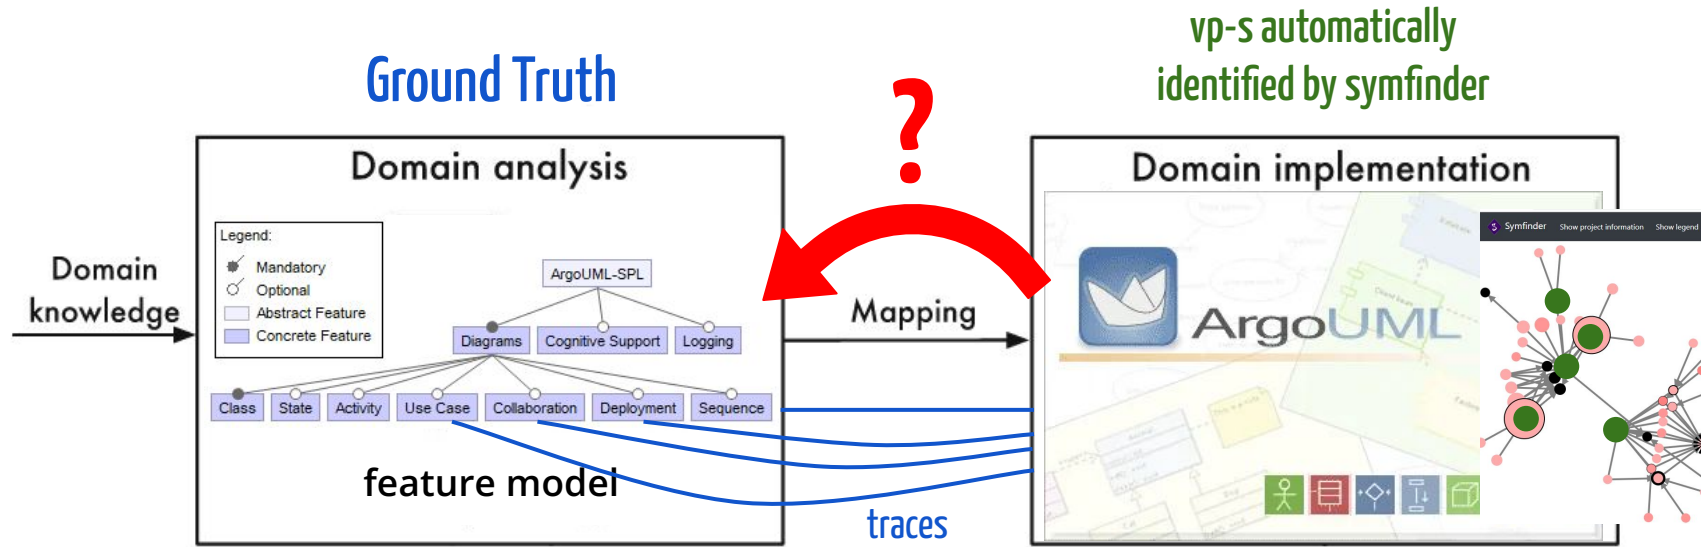 vp-s automatically
identified by symfinder
Ground Truth
?
Domain analysis
Domain implementation
Legend:
Mandatory
Optional
Abstract Feature
Concrete Feature
ArgoUML-SPL
Diagrams
Cognitive Support
Logging
Class
State
Activity
Use Case
Collaboration
Deployment
Sequence
feature model
Domain
knowledge
Mapping
traces
ArgoUML
S
Symfinder
Show project information
Show legend